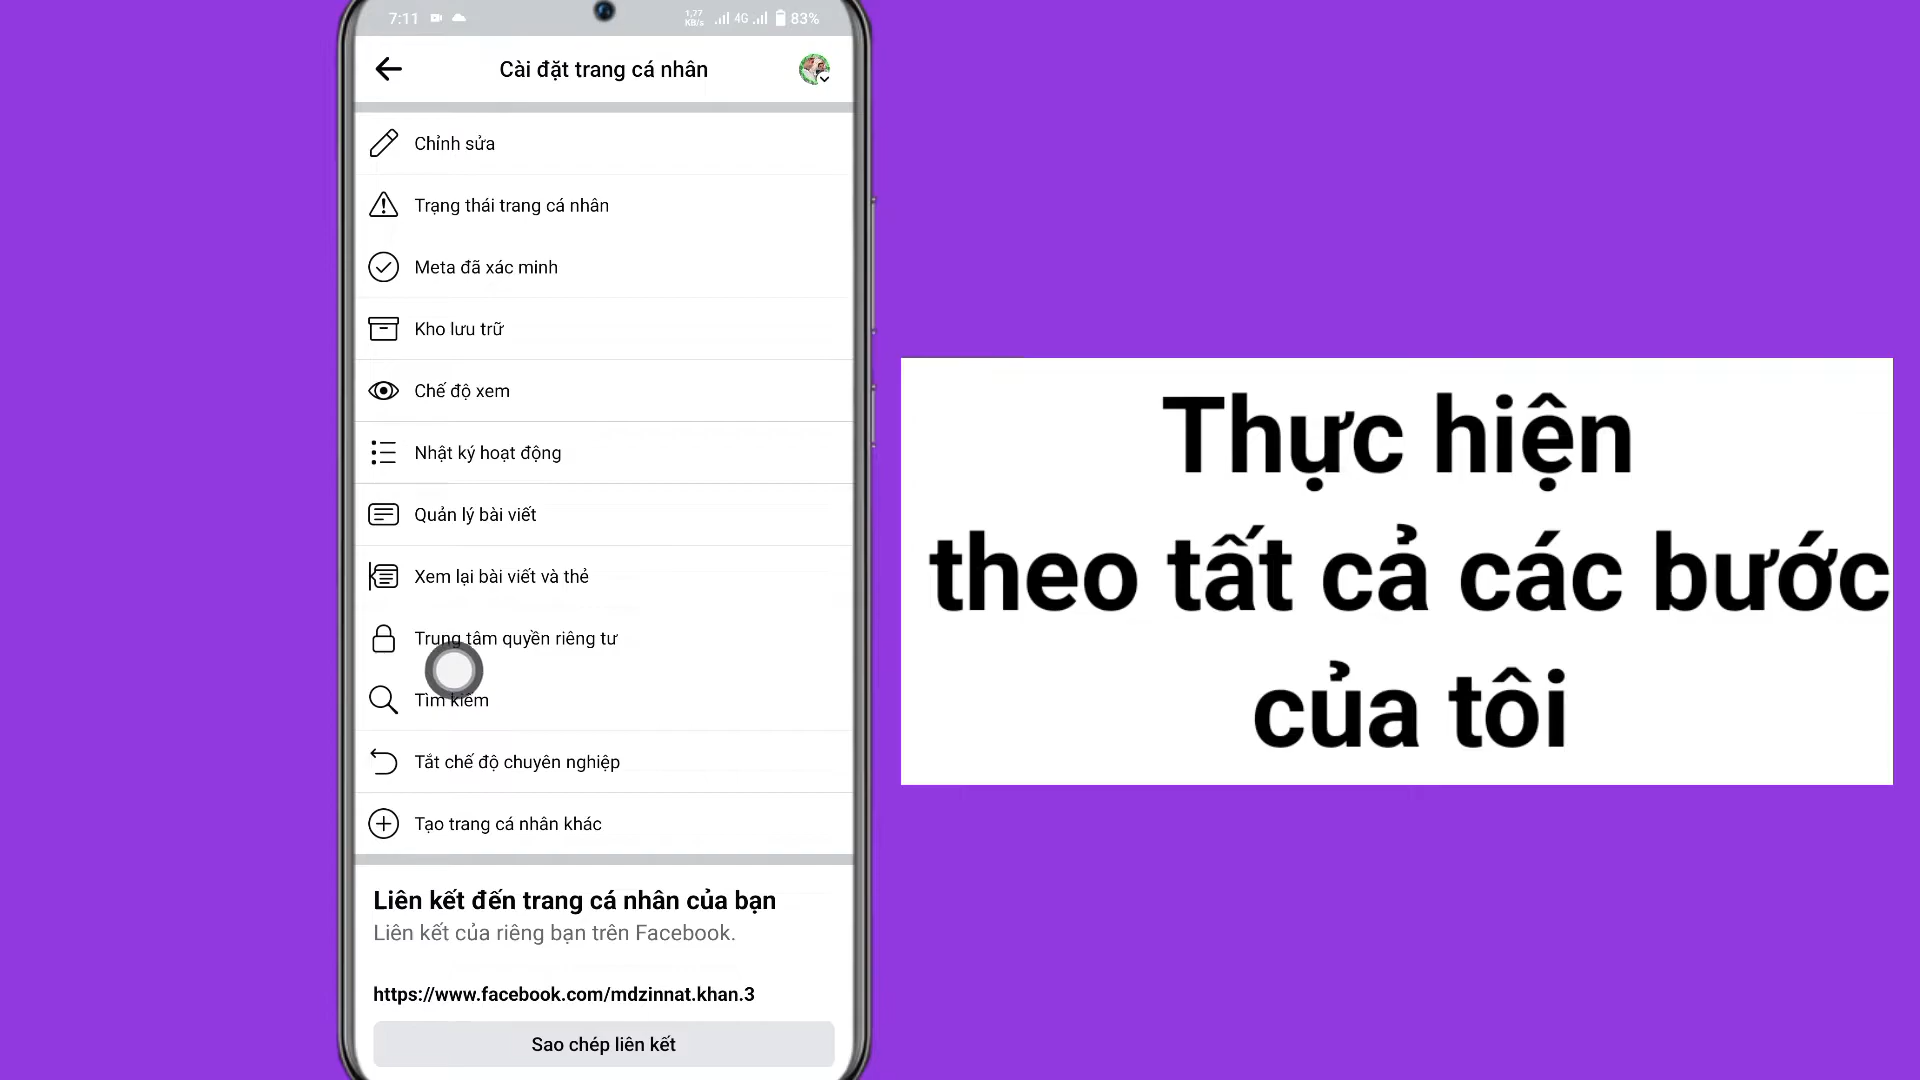 7:11
1,77
KB/s
4G
83%
Cài đặt trang cá nhân
Chỉnh sửa
Trạng thái trang cá nhân
Meta đã xác minh
Kho lưu trữ
Chế độ xem
Nhật ký hoạt động
Quản lý bài viết
Xem lại bài viết và thẻ
Trung tâm quyền riêng tư
Tìm kiếm
Tắt chế độ chuyên nghiệp
Tạo trang cá nhân khác
Liên kết đến trang cá nhân của bạn
Liên kết của riêng bạn trên Facebook.
https://www.facebook.com/mdzinnat.khan.3
Sao chép liên kết
Thực hiện
theo tất cả các bước
của tôi